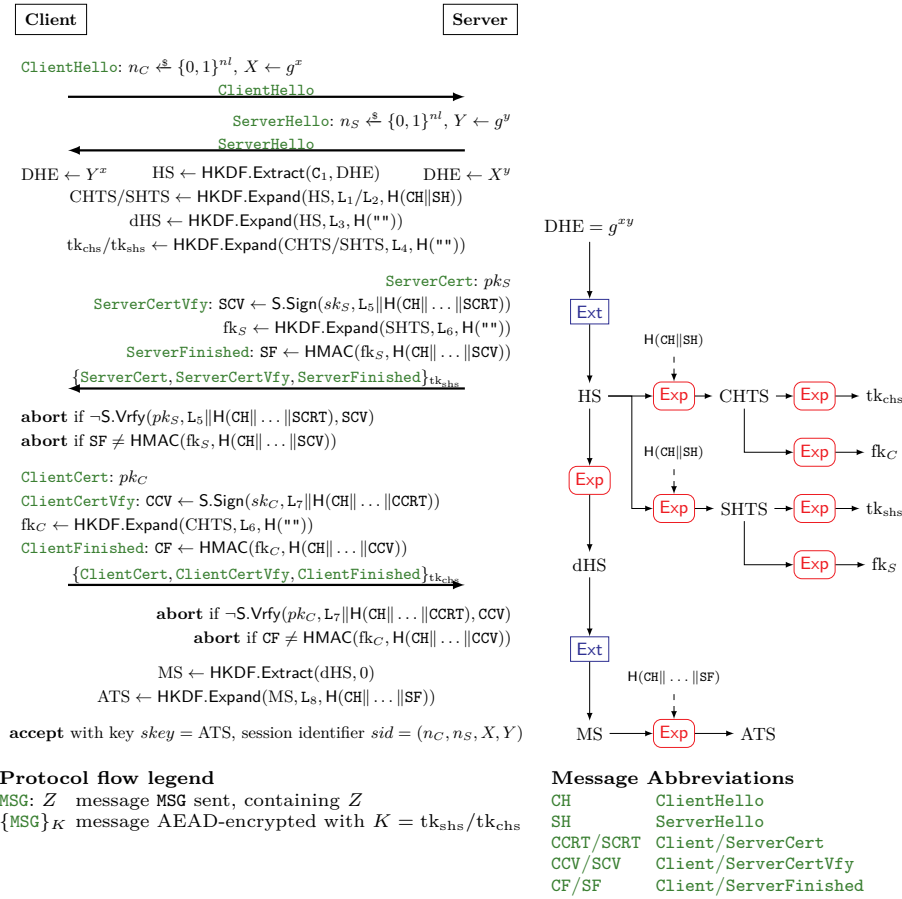 Client
Server
ClientHello: n_C ←$ {0, 1}^{nl}, X ← g^x
ClientHello
ServerHello: n_S ←$ {0, 1}^{nl}, Y ← g^y
ServerHello
DHE ← Y^x HS ← HKDF.Extract(C_1, DHE) DHE ← X^y
CHTS/SHTS ← HKDF.Expand(HS, L_1/L_2, H(CH‖SH))
dHS ← HKDF.Expand(HS, L_3, H(""))
tk_chs/tk_shs ← HKDF.Expand(CHTS/SHTS, L_4, H(""))
ServerCert: pk_S
ServerCertVfy: SCV ← S.Sign(sk_S, L_5‖H(CH‖...‖SCRT))
fk_S ← HKDF.Expand(SHTS, L_6, H(""))
ServerFinished: SF ← HMAC(fk_S, H(CH‖...‖SCV))
{ServerCert, ServerCertVfy, ServerFinished}_{tk_shs}
abort if ¬S.Vrfy(pk_S, L_5‖H(CH‖...‖SCRT), SCV)
abort if SF ≠ HMAC(fk_S, H(CH‖...‖SCV))
ClientCert: pk_C
ClientCertVfy: CCV ← S.Sign(sk_C, L_7‖H(CH‖...‖CCRT))
fk_C ← HKDF.Expand(CHTS, L_6, H(""))
ClientFinished: CF ← HMAC(fk_C, H(CH‖...‖CCV))
{ClientCert, ClientCertVfy, ClientFinished}_{tk_chs}
abort if ¬S.Vrfy(pk_C, L_7‖H(CH‖...‖CCRT), CCV)
abort if CF ≠ HMAC(fk_C, H(CH‖...‖CCV))
MS ← HKDF.Extract(dHS, 0)
ATS ← HKDF.Expand(MS, L_8, H(CH‖...‖SF))
accept with key skey = ATS, session identifier sid = (n_C, n_S, X, Y)
DHE = g^{xy}
Ext
H(CH‖SH)
HS Exp CHTS Exp tk_chs
Exp fk_C
H(CH‖SH)
Exp
Exp SHTS Exp tk_shs
dHS Exp fk_S
Ext
H(CH‖...‖SF)
MS Exp ATS
Protocol flow legend
MSG: Z message MSG sent, containing Z
{MSG}_K message AEAD-encrypted with K = tk_shs/tk_chs
Message Abbreviations
CH ClientHello
SH ServerHello
CCRT/SCRT Client/ServerCert
CCV/SCV Client/ServerCertVfy
CF/SF Client/ServerFinished